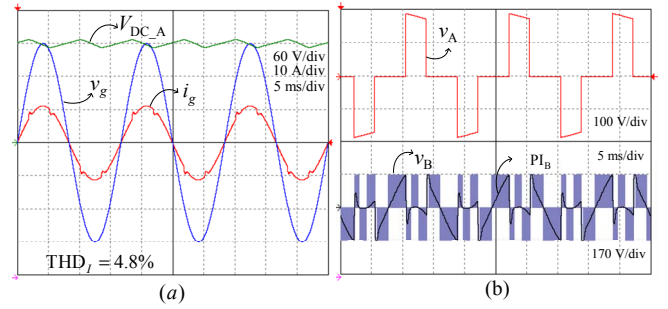 V_DC_A
60 V/div
10 A/div
5 ms/div
v_g
i_g
THD_I = 4.8%
(a)
v_A
100 V/div
5 ms/div
v_B
PI_B
170 V/div
(b)